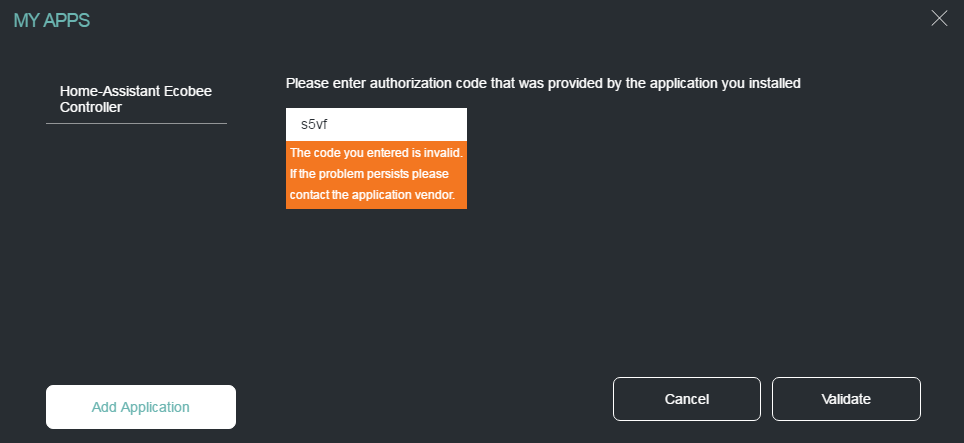 MY APPS
Home-Assistant Ecobee
Controller
Please enter authorization code that was provided by the application you installed
s5vf
The code you entered is invalid.
If the problem persists please
contact the application vendor.
Add Application
Cancel
Validate